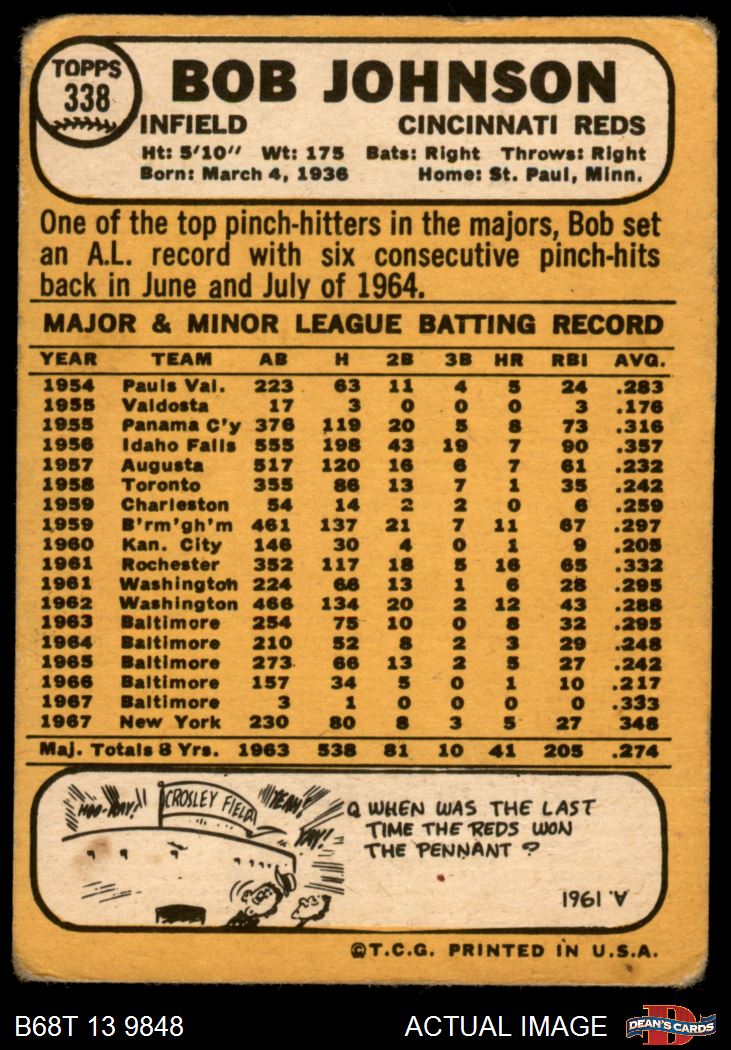 TOPPS
338
BOB JOHNSON
INFIELD CINCINNATI REDS
Ht: 5'10" Wt: 175 Bats: Right Throws: Right
Born: March 4, 1936 Home: St. Paul, Minn.
One of the top pinch-hitters in the majors, Bob set
an A.L. record with six consecutive pinch-hits
back in June and July of 1964.
MAJOR & MINOR LEAGUE BATTING RECORD
YEAR TEAM AB H 2B 3B HR RBI AVG.
1954 Pauls Val. 223 63 11 4 5 24 .283
1955 Valdosta 17 3 0 0 0 3 .176
1955 Panama C'y 376 119 20 5 8 73 .316
1956 Idaho Falls 555 198 43 19 7 90 .357
1957 Augusta 517 120 16 6 7 61 .232
1958 Toronto 355 86 13 7 1 35 .242
1959 Charleston 54 14 2 2 0 6 .259
1959 B'rm'gh'm 461 137 21 7 11 67 .297
1960 Kan. City 146 30 4 0 1 9 .205
1961 Rochester 352 117 18 5 16 65 .332
1961 Washington 224 66 13 1 6 28 .295
1962 Washington 466 134 20 2 12 43 .288
1963 Baltimore 254 75 10 0 8 32 .295
1964 Baltimore 210 52 8 2 3 29 .248
1965 Baltimore 273 66 13 2 5 27 .242
1966 Baltimore 157 34 5 0 1 10 .217
1967 Baltimore 3 1 0 0 0 0 .333
1967 New York 230 80 8 3 5 27 348
Maj. Totals 8 Yrs. 1963 538 81 10 41 205 .274
HOO-RAY!
CROSLEY FIELD
YEAH!
YAY!
Q WHEN WAS THE LAST
TIME THE REDS WON
THE PENNANT ?
A. 1961
©T.C.G. PRINTED IN U.S.A.
B68T 13 9848 ACTUAL IMAGE
D
DEAN'S CARDS